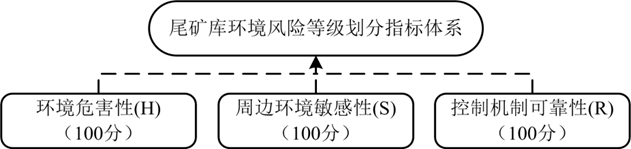 尾矿库环境风险等级划分指标体系
环境危害性(H)
（100分）
周边环境敏感性(S)
（100分）
控制机制可靠性(R)
（100分）